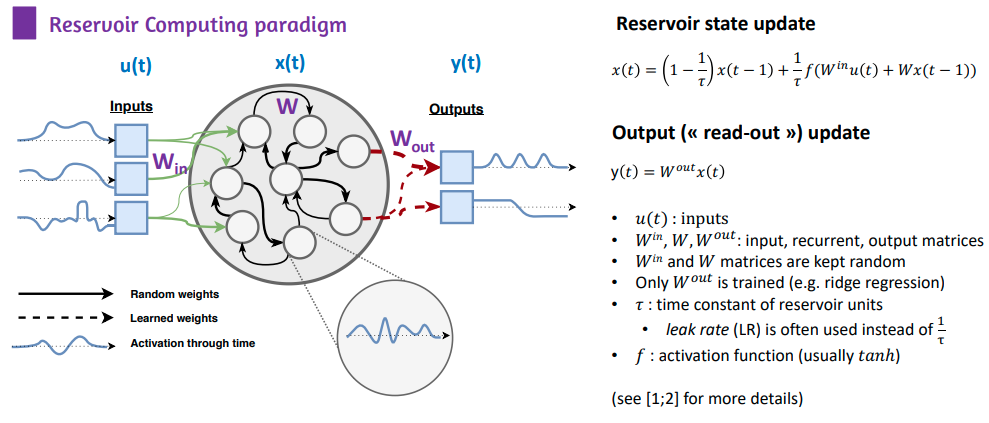 Reservoir Computing paradigm
u(t)
x(t)
y(t)
Inputs
W
Outputs
W_in
W_out
Random weights
Learned weights
Activation through time
Reservoir state update
x(t) = (1 − 1/τ) x(t − 1) + 1/τ f(W^in u(t) + Wx(t − 1))
Output (« read-out ») update
y(t) = W^out x(t)
• u(t) : inputs
• W^in, W, W^out: input, recurrent, output matrices
• W^in and W matrices are kept random
• Only W^out is trained (e.g. ridge regression)
• τ : time constant of reservoir units
• leak rate (LR) is often used instead of 1/τ
• f : activation function (usually tanh)
(see [1;2] for more details)